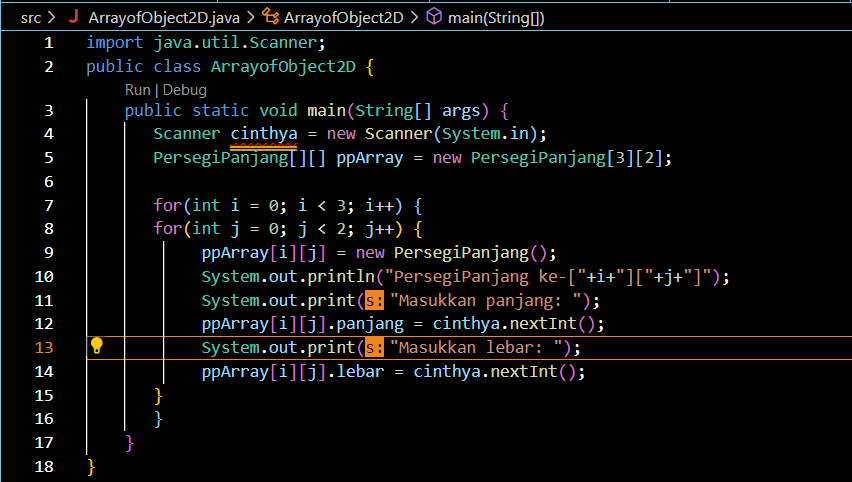 src > J ArrayofObject2D.java > ArrayofObject2D > main(String[])
1 import java.util.Scanner;
2 public class ArrayofObject2D {
Run | Debug
3 public static void main(String[] args) {
4 Scanner cinthya = new Scanner(System.in);
5 PersegiPanjang[][] ppArray = new PersegiPanjang[3][2];
6
7 for(int i = 0; i < 3; i++) {
8 for(int j = 0; j < 2; j++) {
9 ppArray[i][j] = new PersegiPanjang();
10 System.out.println("PersegiPanjang ke-["+i+"]["+j+"]");
11 System.out.print(s: "Masukkan panjang: ");
12 ppArray[i][j].panjang = cinthya.nextInt();
13 System.out.print(s: "Masukkan lebar: ");
14 ppArray[i][j].lebar = cinthya.nextInt();
15 }
16 }
17 }
18 }